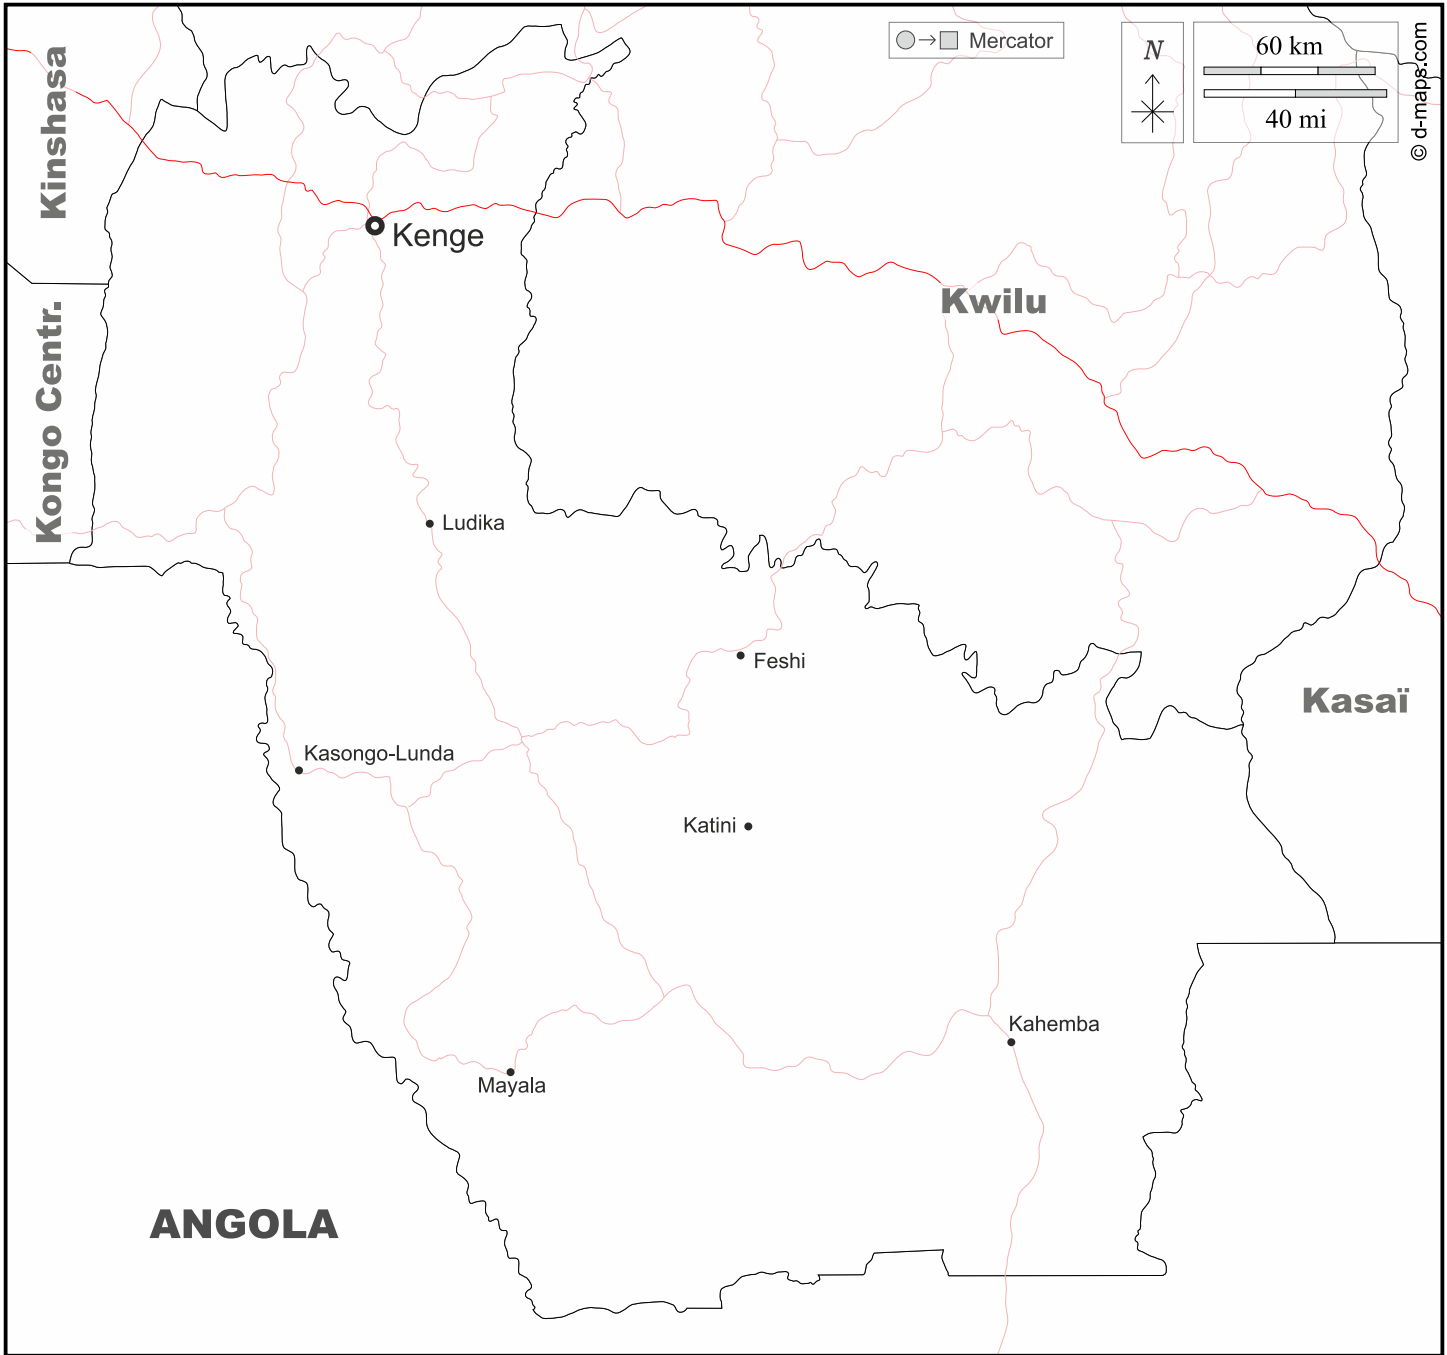 Mercator
N
60 km
40 mi
© d-maps.com
Kinshasa
Kenge
Kwilu
Kongo Centr.
Ludika
Feshi
Kasaï
Kasongo-Lunda
Katini
Kahemba
Mayala
ANGOLA